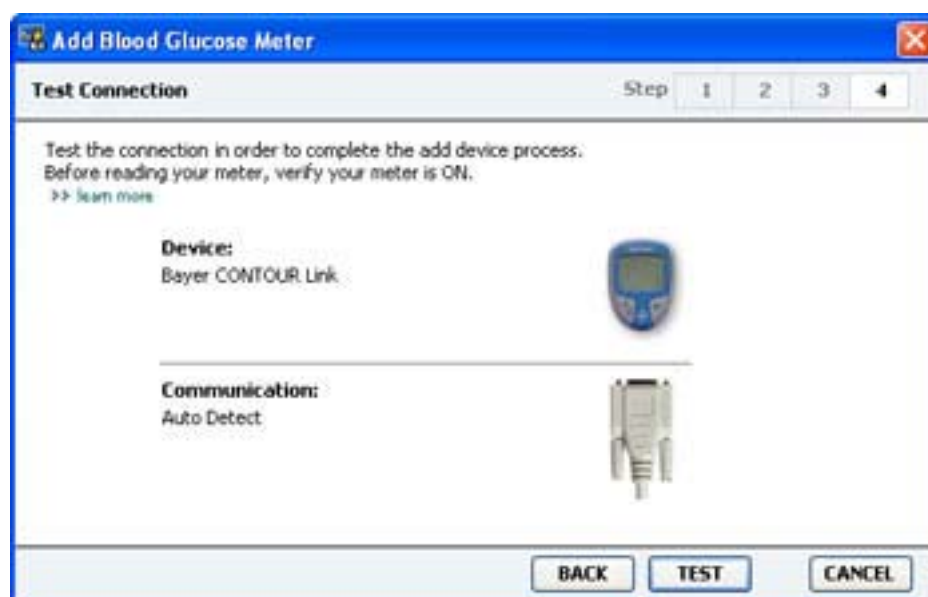 Add Blood Glucose Meter
Test Connection Step 1 2 3 4
Test the connection in order to complete the add device process.
Before reading your meter, verify your meter is ON.
>> learn more
Device:
Bayer CONTOUR Link
Communication:
Auto Detect
BACK TEST CANCEL